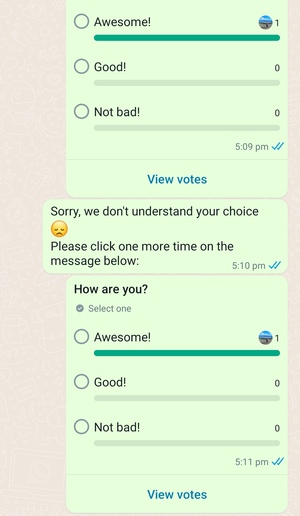 Awesome!
1
Good!
0
Not bad!
0
5:09 pm
View votes
Sorry, we don't understand your choice
😞
Please click one more time on the
message below:
5:10 pm
How are you?
Select one
Awesome!
1
Good!
0
Not bad!
0
5:11 pm
View votes